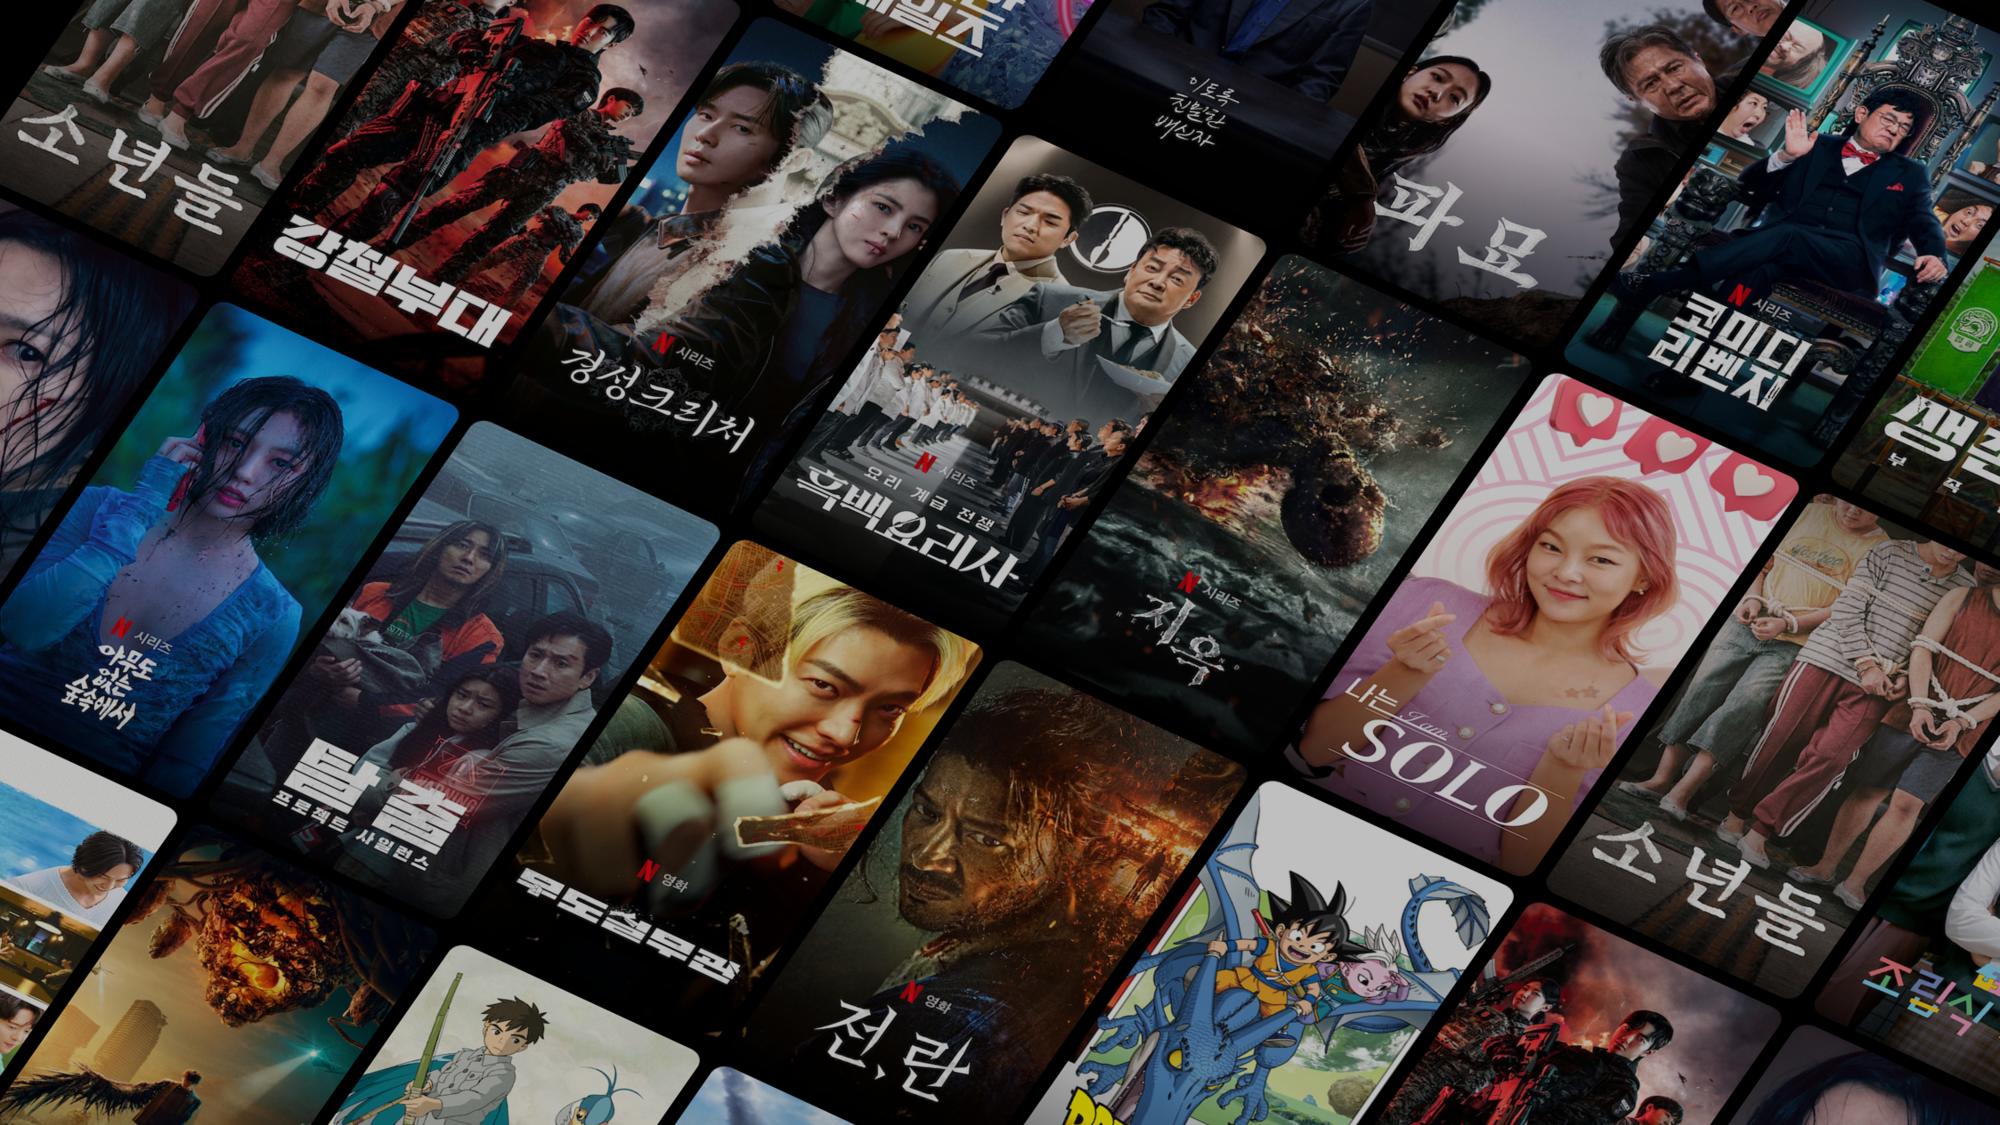 소년들
강철부대
N 시리즈
경성크리처
이토록
친밀한
배신자
파묘
N 시리즈
코미디
리벤지
N 시리즈
아무도
없는
숲속에서
탈출
프로젝트 사일런스
N 시리즈
요리 계급 전쟁
흑백요리사
N 시리즈
지옥
나는
I am
SOLO
소년들
N 영화
무도실무관
N 영화
전,란
조립식